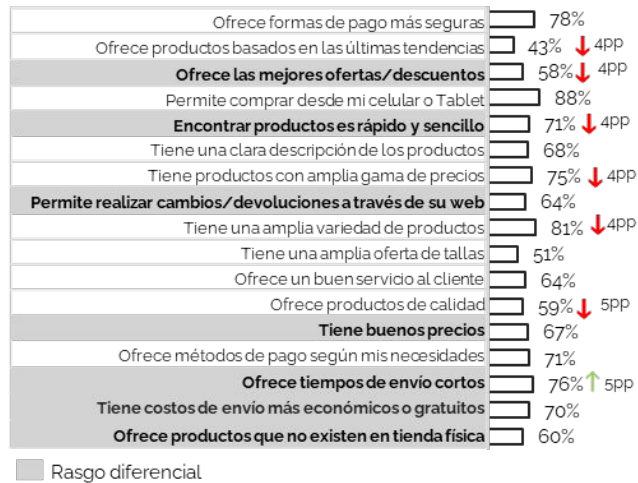 Ofrece formas de pago más seguras 78%
Ofrece productos basados en las últimas tendencias 43% ↓ 4pp
Ofrece las mejores ofertas/descuentos 58% ↓ 4pp
Permite comprar desde mi celular o Tablet 88%
Encontrar productos es rápido y sencillo 71% ↓ 4pp
Tiene una clara descripción de los productos 68%
Tiene productos con amplia gama de precios 75% ↓ 4pp
Permite realizar cambios/devoluciones a través de su web 64%
Tiene una amplia variedad de productos 81% ↓ 4pp
Tiene una amplia oferta de tallas 51%
Ofrece un buen servicio al cliente 64%
Ofrece productos de calidad 59% ↓ 5pp
Tiene buenos precios 67%
Ofrece métodos de pago según mis necesidades 71%
Ofrece tiempos de envío cortos 76% ↑ 5pp
Tiene costos de envío más económicos o gratuitos 70%
Ofrece productos que no existen en tienda física 60%
Rasgo diferencial